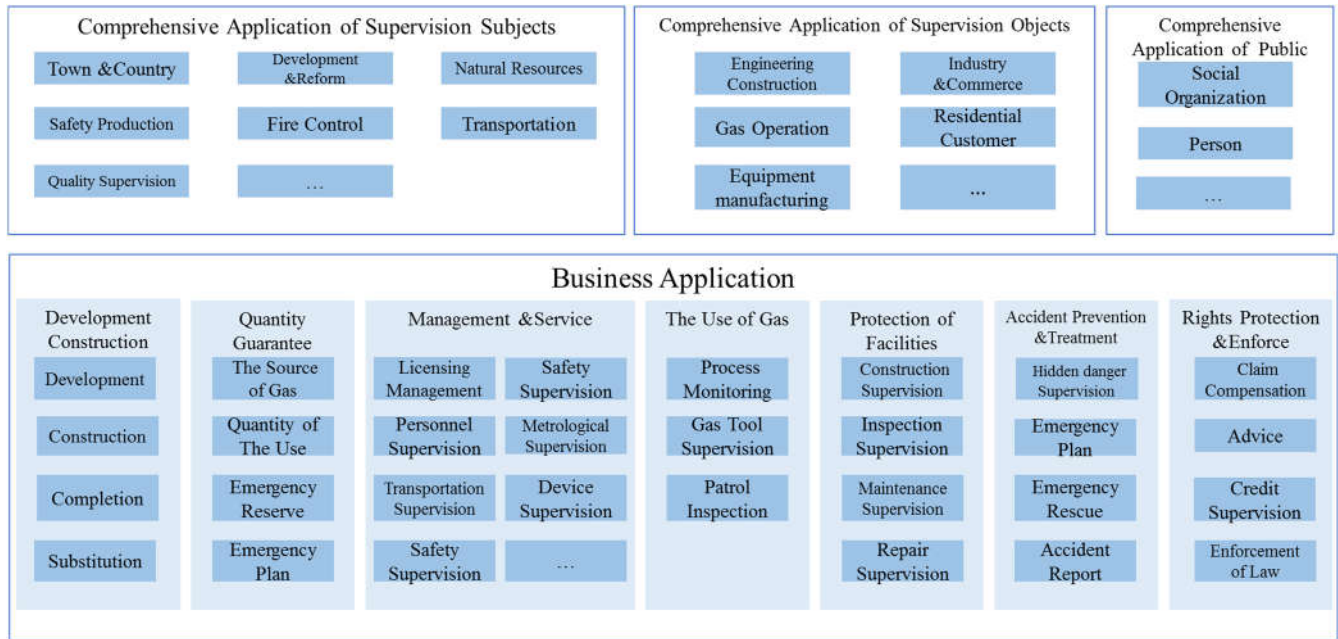 Comprehensive Application of Supervision Subjects
Town &Country
Development
&Reform
Natural Resources
Safety Production
Fire Control
Transportation
Quality Supervision
…
Comprehensive Application of Supervision Objects
Engineering
Construction
Industry
&Commerce
Gas Operation
Residential
Customer
Equipment
manufacturing
...
Comprehensive
Application of Public
Social
Organization
Person
…
Business Application
Development
Construction
Development
Construction
Completion
Substitution
Quantity
Guarantee
The Source
of Gas
Quantity of
The Use
Emergency
Reserve
Emergency
Plan
Management &Service
Licensing
Management
Safety
Supervision
Personnel
Supervision
Metrological
Supervision
Transportation
Supervision
Device
Supervision
Safety
Supervision
…
The Use of Gas
Process
Monitoring
Gas Tool
Supervision
Patrol
Inspection
Protection of
Facilities
Construction
Supervision
Inspection
Supervision
Maintenance
Supervision
Repair
Supervision
Accident Prevention
&Treatment
Hidden danger
Supervision
Emergency
Plan
Emergency
Rescue
Accident
Report
Rights Protection
&Enforce
Claim
Compensation
Advice
Credit
Supervision
Enforcement
of Law